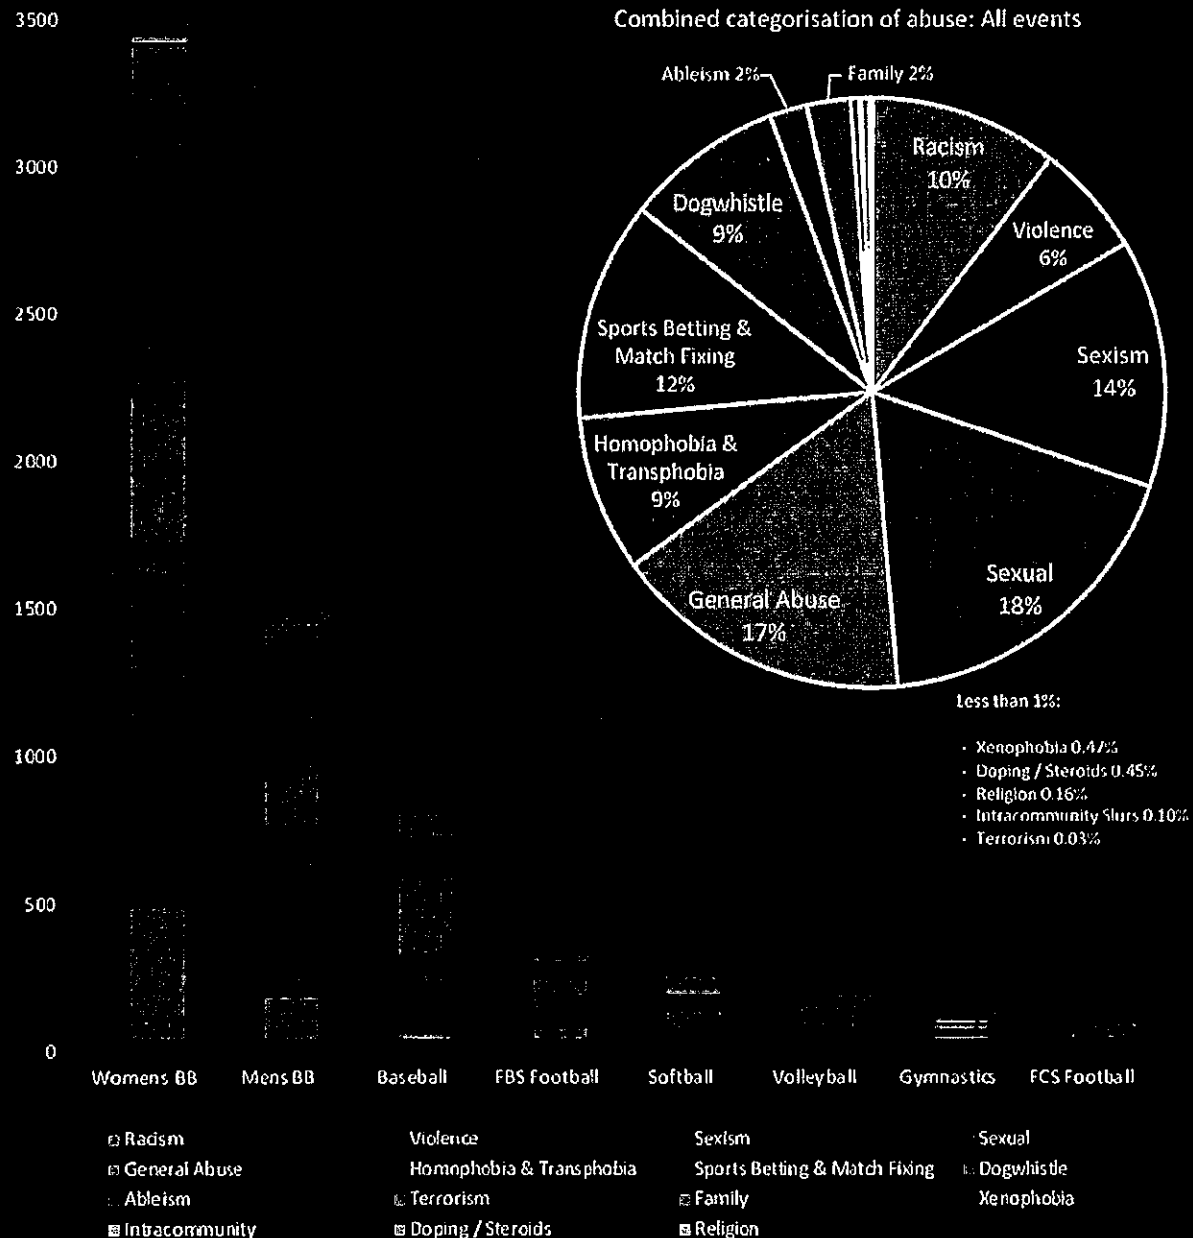 Combined categorisation of abuse: All events
3500
3000
2500
2000
1500
1000
500
0
Ableism 2%
Family 2%
Racism
10%
Violence
6%
Sexism
14%
Sexual
18%
General Abuse
17%
Homophobia &
Transphobia
9%
Sports Betting &
Match Fixing
12%
Dogwhistle
9%
Less than 1%:
· Xenophobia 0.47%
· Doping / Steroids 0.45%
· Religion 0.16%
· Intracommunity Slurs 0.10%
· Terrorism 0.03%
Womens BB
Mens BB
Baseball
FBS Football
Softball
Volleyball
Gymnastics
FCS Football
Racism
Violence
Sexism
Sexual
General Abuse
Homophobia & Transphobia
Sports Betting & Match Fixing
Dogwhistle
Ableism
Terrorism
Family
Xenophobia
Intracommunity
Doping / Steroids
Religion